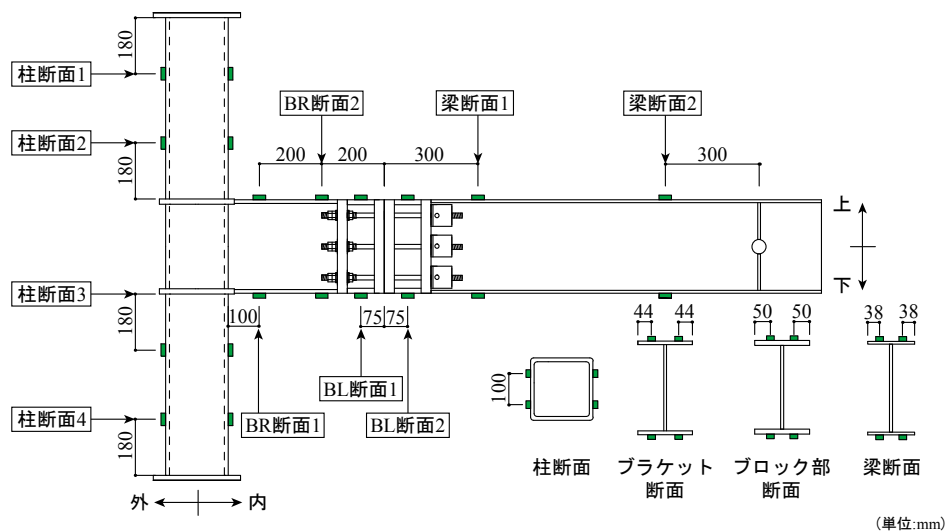 180
柱断面1
柱断面2
180
BR断面2
梁断面1
梁断面2
200
200
300
300
上
下
柱断面3
180
100
75
75
BL断面1
BR断面1
BL断面2
柱断面4
180
外
内
100
柱断面
44
44
ブラケット
断面
50
50
ブロック部
断面
38
38
梁断面
(単位:mm)